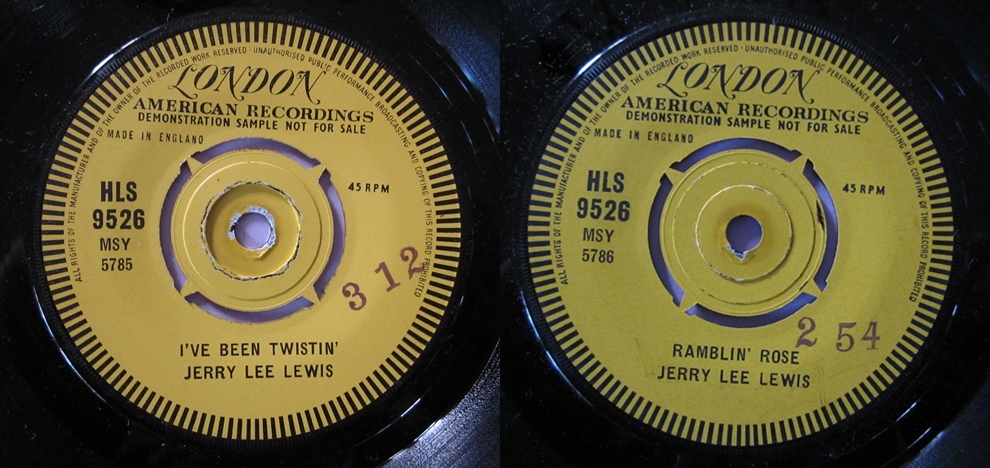 ALL RIGHTS OF THE MANUFACTURER AND OF THE OWNER OF THE RECORDED WORK RESERVED · UNAUTHORISED PUBLIC PERFORMANCE BROADCASTING AND COPYING OF THIS RECORD PROHIBITED
LONDON
AMERICAN RECORDINGS
DEMONSTRATION SAMPLE NOT FOR SALE
MADE IN ENGLAND
HLS
9526
MSY
5785
45 RPM
3 12
I'VE BEEN TWISTIN'
JERRY LEE LEWIS
ALL RIGHTS OF THE MANUFACTURER AND OF THE OWNER OF THE RECORDED WORK RESERVED · UNAUTHORISED PUBLIC PERFORMANCE BROADCASTING AND COPYING OF THIS RECORD PROHIBITED
LONDON
AMERICAN RECORDINGS
DEMONSTRATION SAMPLE NOT FOR SALE
MADE IN ENGLAND
HLS
9526
MSY
5786
45 RPM
2 54
RAMBLIN' ROSE
JERRY LEE LEWIS